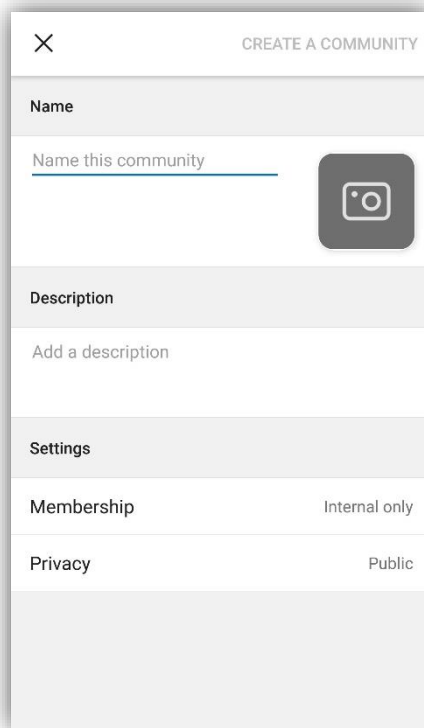 CREATE A COMMUNITY
Name
Name this community
Description
Add a description
Settings
Membership Internal only
Privacy Public